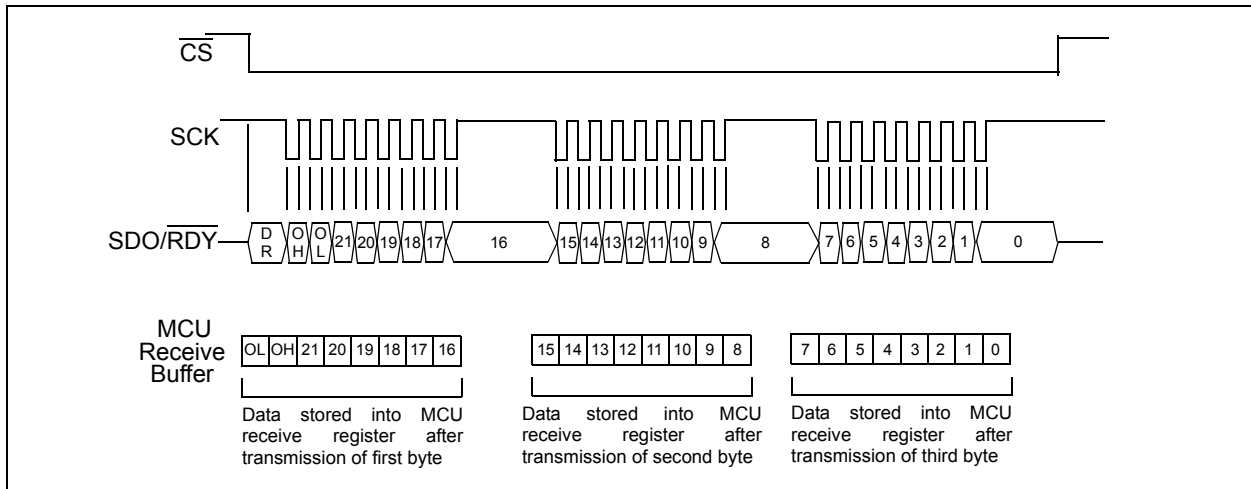 CS
SCK
SDO/RDY
D
R
O
H
O
L
21 20 19 18 17 16 15 14 13 12 11 10 9 8 7 6 5 4 3 2 1 0
MCU
Receive
Buffer
OL OH 21 20 19 18 17 16
15 14 13 12 11 10 9 8
7 6 5 4 3 2 1 0
Data stored into MCU
receive register after
transmission of first byte
Data stored into MCU
receive register after
transmission of second byte
Data stored into MCU
receive register after
transmission of third byte